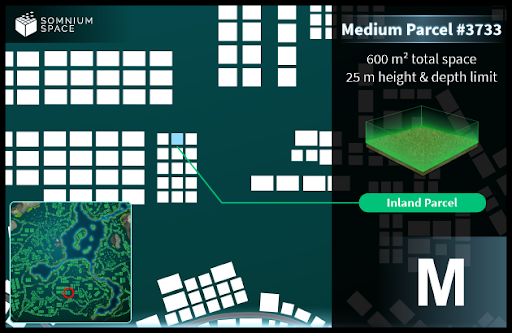 SOMNIUM
SPACE
Medium Parcel #3733
600 m² total space
25 m height & depth limit
Inland Parcel
M